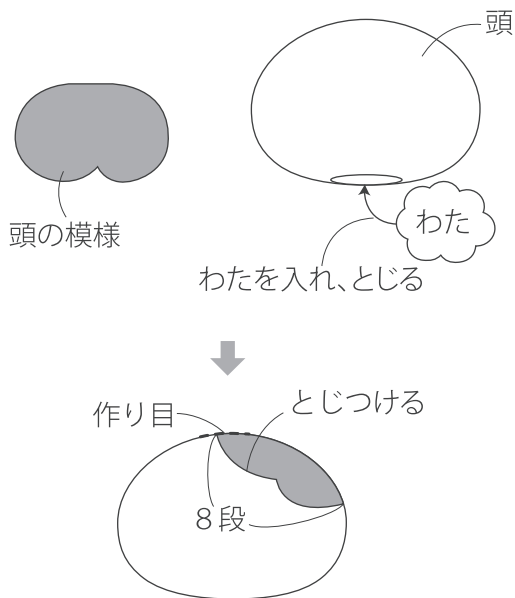 頭
頭の模様
わた
わたを入れ、とじる
作り目
とじつける
8段